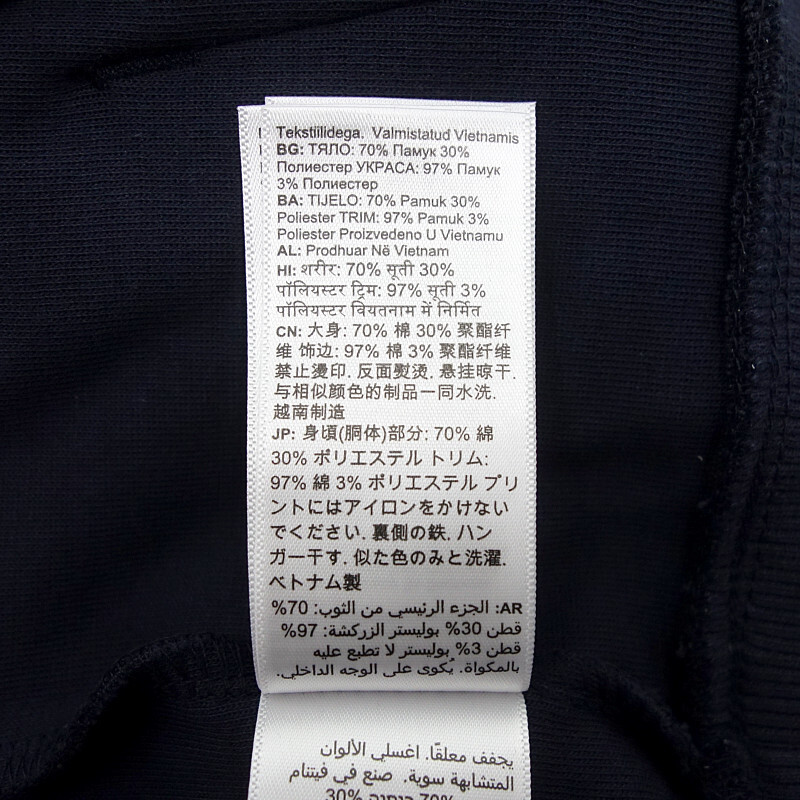 Tekstiilidega. Valmistatud Vietnamis
BG: ТЯЛО: 70% Памук 30%
Полиестер УКРАСА: 97% Памук
3% Полиестер
BA: TIJELO: 70% Pamuk 30%
Poliester TRIM: 97% Pamuk 3%
Poliester Proizvedeno U Vietnamu
AL: Prodhuar Në Vietnam
HI: शरीर: 70% सूती 30%
पॉलियस्टर ट्रिम: 97% सूती 3%
पॉलियस्टर वियतनाम में निर्मित
CN: 大身: 70% 棉 30% 聚酯纤
维 饰边: 97% 棉 3% 聚酯纤维
禁止烫印. 反面熨烫. 悬挂晾干.
与相似颜色的制品一同水洗.
越南制造
JP: 身頃(胴体)部分: 70% 綿
30% ポリエステル トリム:
97% 綿 3% ポリエステル プリ
ントにはアイロンをかけない
でください. 裏側の鉄. ハン
ガー干す. 似た色のみと洗濯.
ベトナム製
AR: الجزء الرئيسي من الثوب: 70%
قطن 30% بوليستر الزركشة: 97%
قطن 3% بوليستر لا تطبع عليه
بالمكواة. يُكوى على الوجه الداخلي.
يجفف معلقًا. اغسلي الألوان
المتشابهة سوية. صنع في فيتنام
70% כותנה 30%